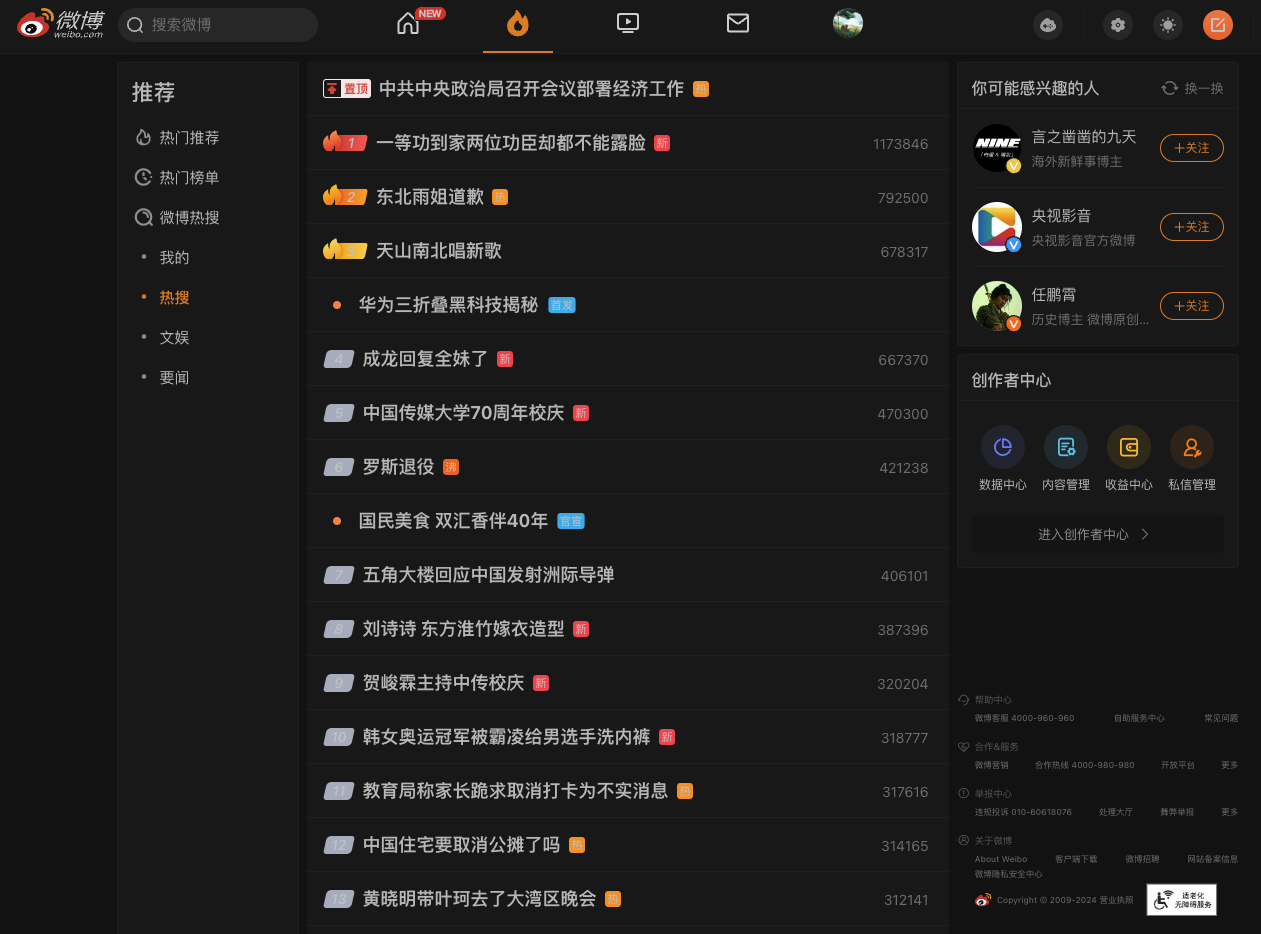 微博
weibo.com
搜索微博
NEW
推荐
热门推荐
热门榜单
微博热搜
我的
热搜
文娱
要闻
置顶 中共中央政治局召开会议部署经济工作 热
1 一等功到家两位功臣却都不能露脸 新 1173846
2 东北雨姐道歉 热 792500
3 天山南北唱新歌 678317
华为三折叠黑科技揭秘 首发
4 成龙回复全妹了 新 667370
5 中国传媒大学70周年校庆 新 470300
6 罗斯退役 沸 421238
国民美食 双汇香伴40年 官宣
7 五角大楼回应中国发射洲际导弹 406101
8 刘诗诗 东方淮竹嫁衣造型 新 387396
9 贺峻霖主持中传校庆 新 320204
10 韩女奥运冠军被霸凌给男选手洗内裤 新 318777
11 教育局称家长跪求取消打卡为不实消息 热 317616
12 中国住宅要取消公摊了吗 热 314165
13 黄晓明带叶珂去了大湾区晚会 热 312141
你可能感兴趣的人 换一换
NINE
言之凿凿的九天
海外新鲜事博主
+关注
央视影音
央视影音官方微博
+关注
任鹏霄
历史博主 微博原创...
+关注
创作者中心
数据中心 内容管理 收益中心 私信管理
进入创作者中心
帮助中心
微博客服 4000-960-960 自助服务中心 常见问题
合作&服务
微博营销 合作热线 4000-980-980 开放平台 更多
举报中心
违规投诉 010-60618076 处理大厅 舞弊举报 更多
关于微博
About Weibo 客户端下载 微博招聘 网站备案信息
微博隐私安全中心
Copyright © 2009-2024 营业执照
适老化
无障碍服务